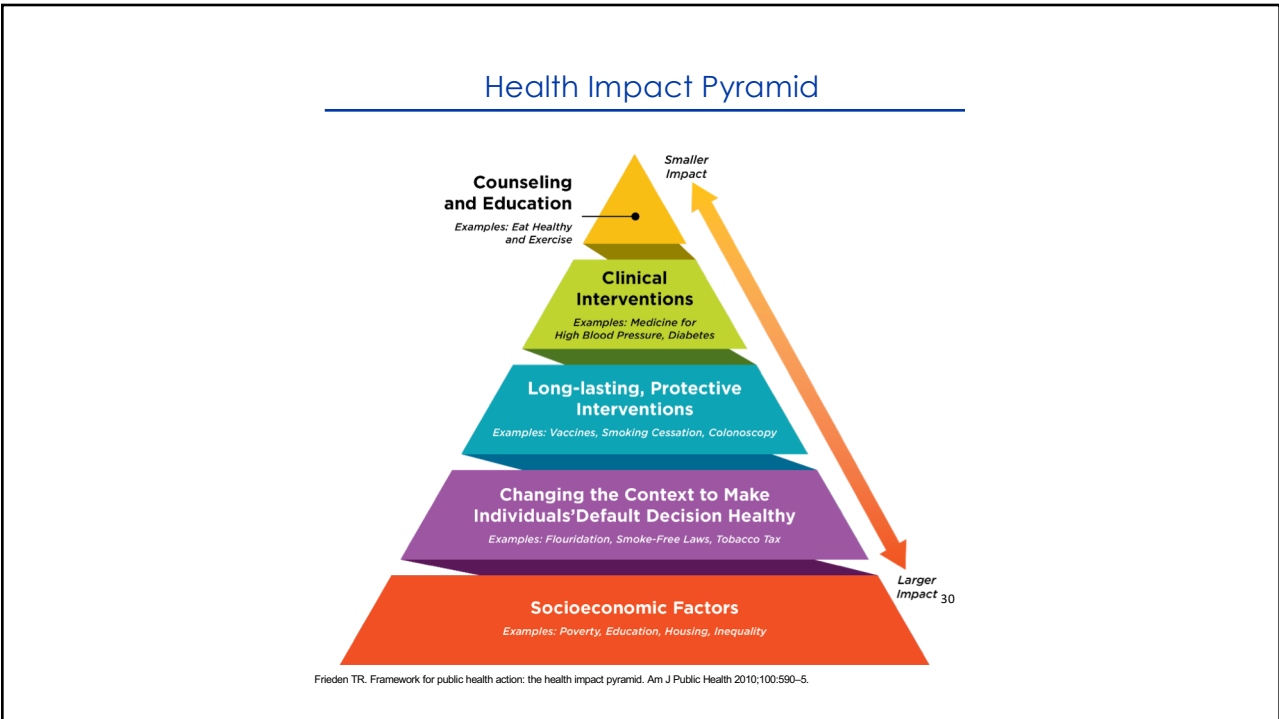 Health Impact Pyramid
Smaller
Impact
Counseling
and Education
Examples: Eat Healthy
and Exercise
Clinical
Interventions
Examples: Medicine for
High Blood Pressure, Diabetes
Long-lasting, Protective
Interventions
Examples: Vaccines, Smoking Cessation, Colonoscopy
Changing the Context to Make
Individuals'Default Decision Healthy
Examples: Flouridation, Smoke-Free Laws, Tobacco Tax
Larger
Impact
30
Socioeconomic Factors
Examples: Poverty, Education, Housing, Inequality
Frieden TR. Framework for public health action: the health impact pyramid. Am J Public Health 2010;100:590–5.